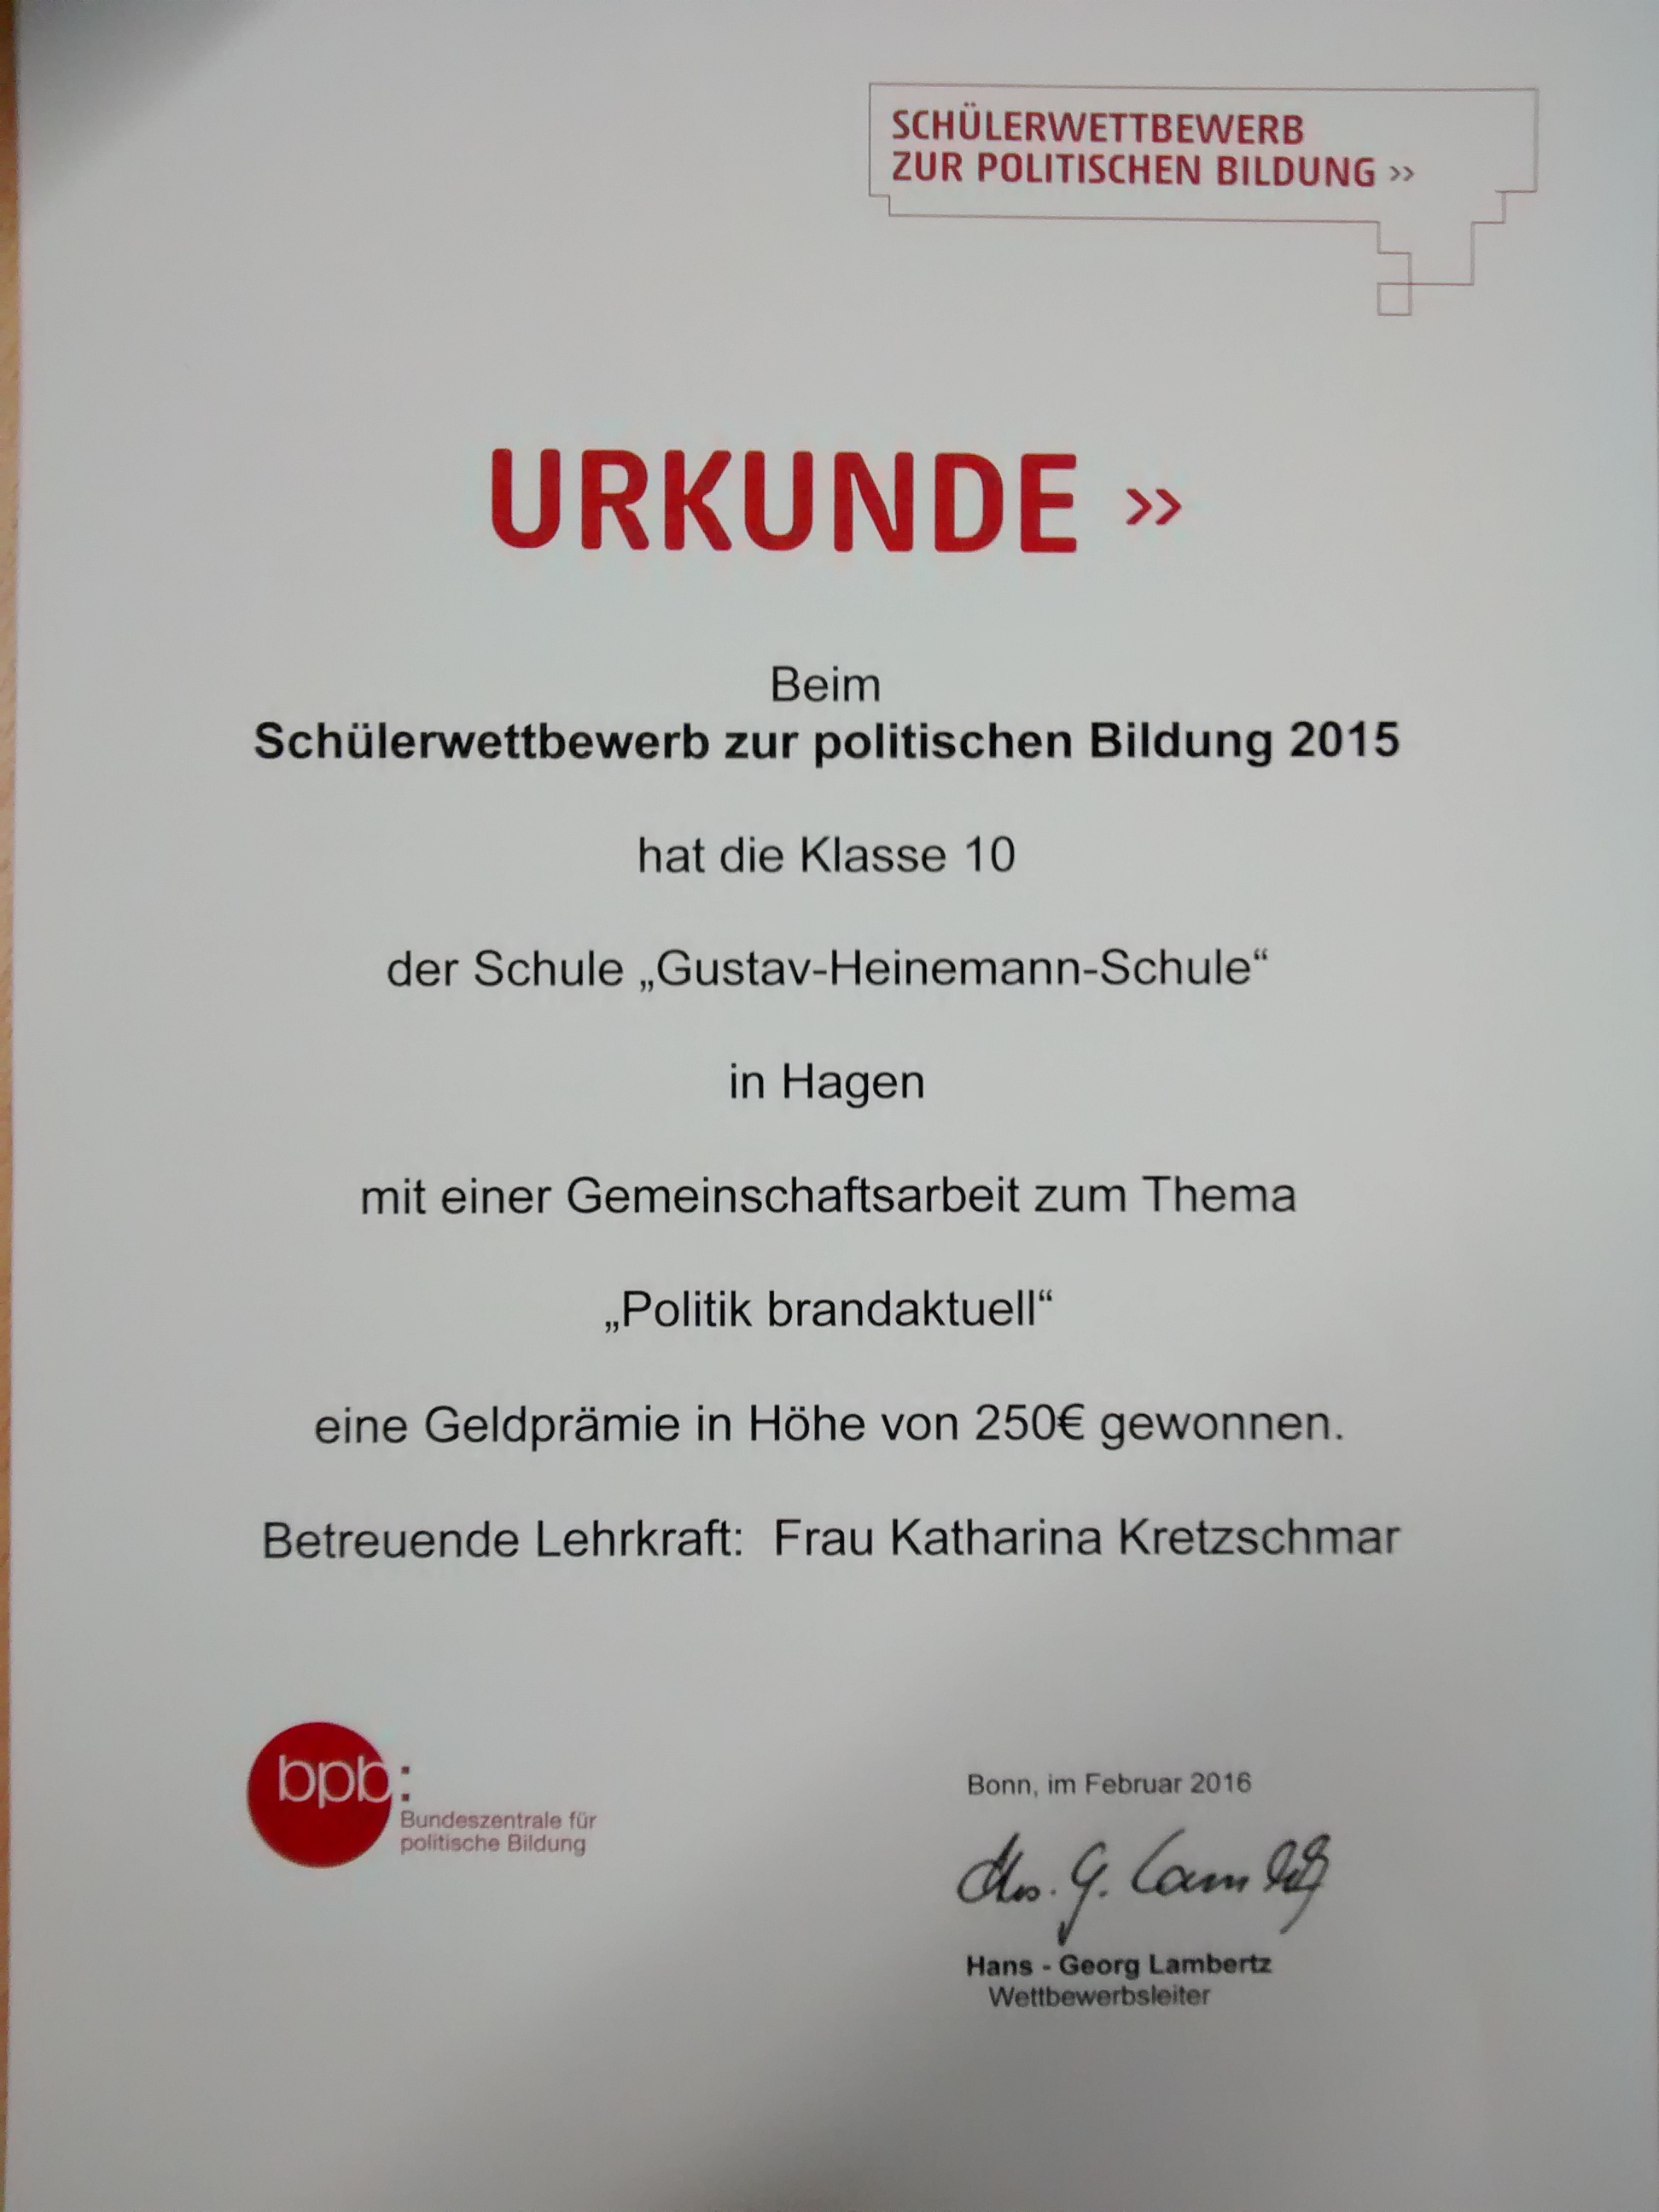 SCHÜLERWETTBEWERB
ZUR POLITISCHEN BILDUNG »
URKUNDE »
Beim
Schülerwettbewerb zur politischen Bildung 2015
hat die Klasse 10
der Schule „Gustav-Heinemann-Schule“
in Hagen
mit einer Gemeinschaftsarbeit zum Thema
„Politik brandaktuell“
eine Geldprämie in Höhe von 250€ gewonnen.
Betreuende Lehrkraft:  Frau Katharina Kretzschmar
bpb:
Bundeszentrale für
politische Bildung
Bonn, im Februar 2016
Hans - Georg Lambertz
Wettbewerbsleiter